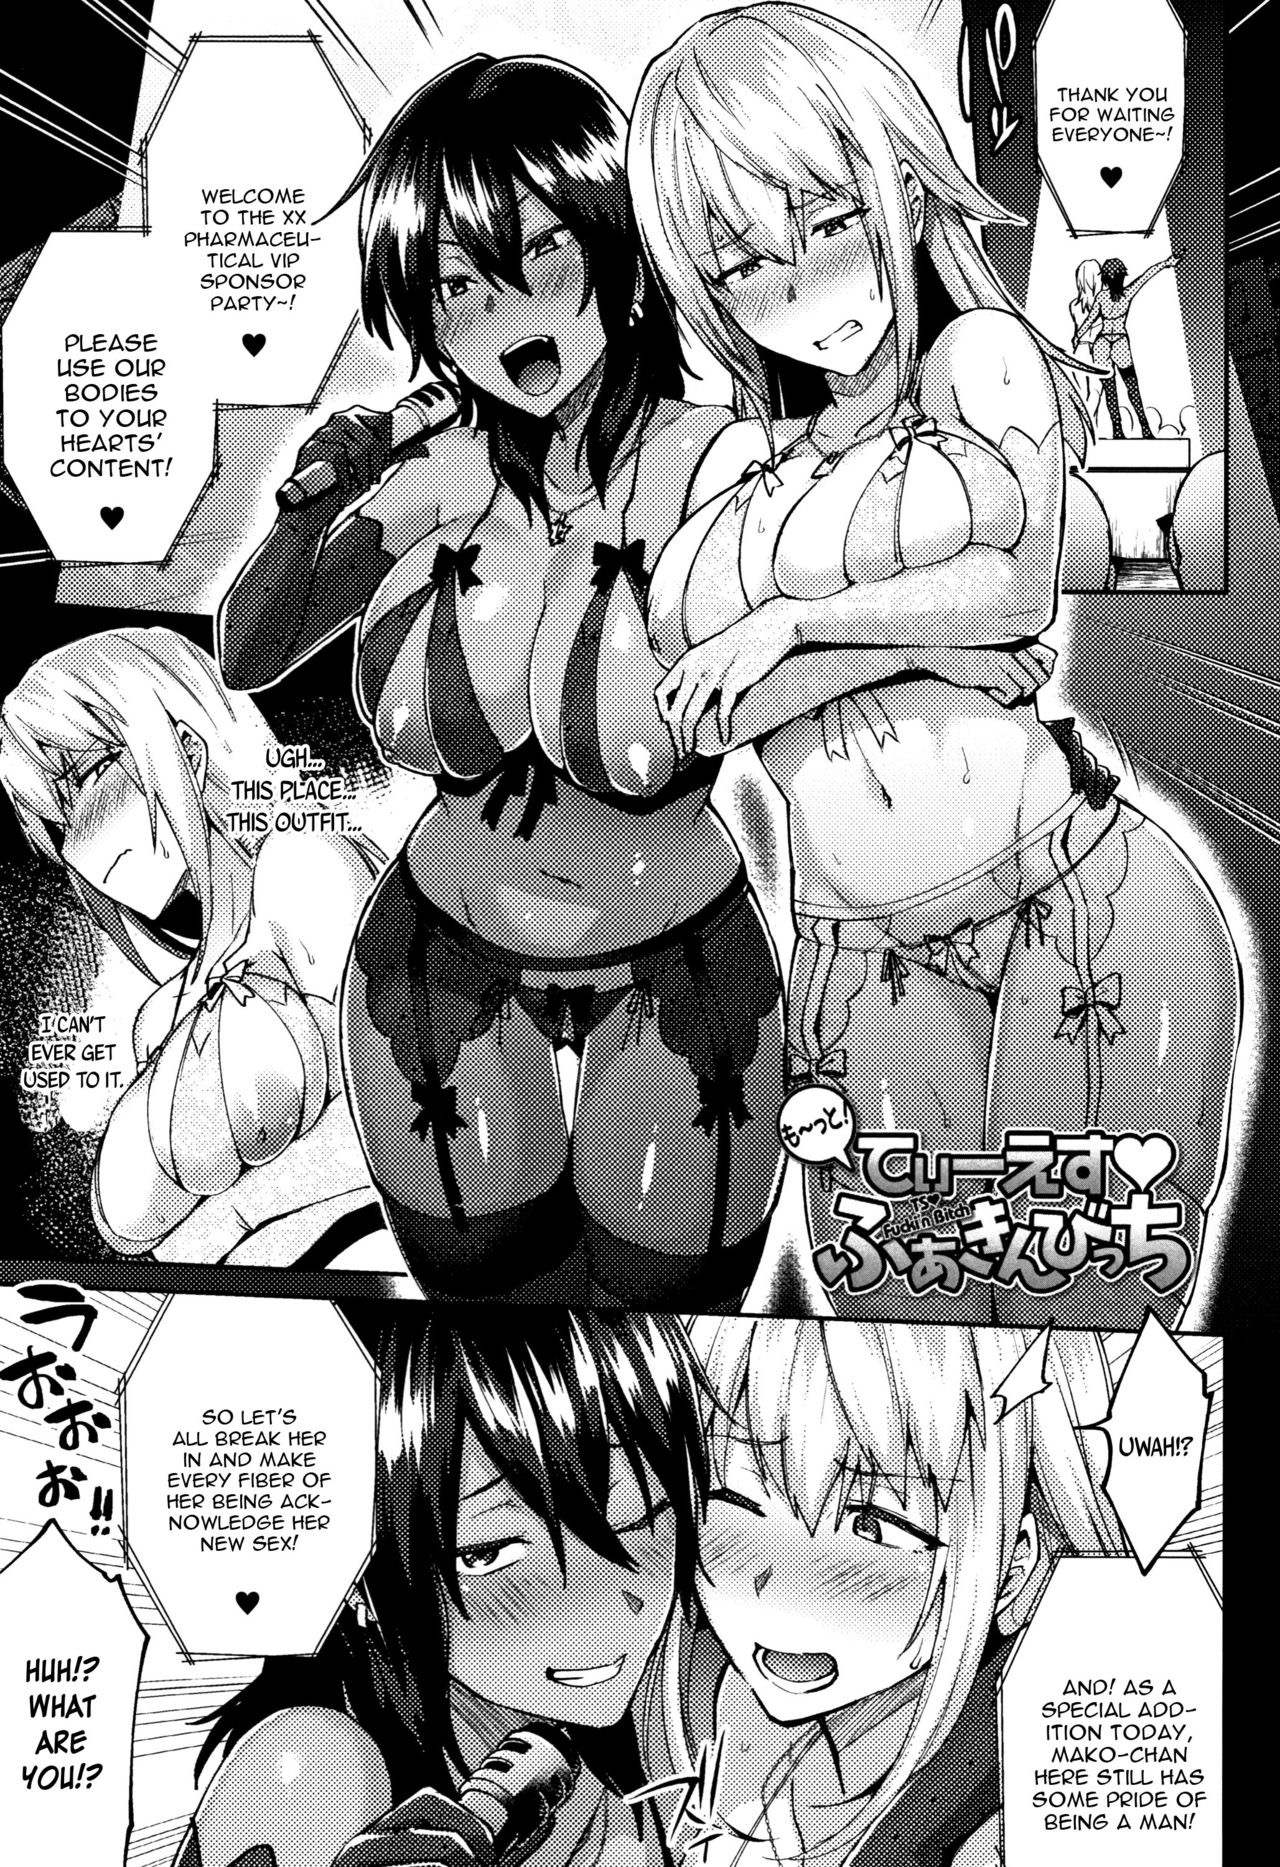 THANK YOU
FOR WAITING
EVERYONE~!
♥
WELCOME
TO THE XX
PHARMACEU-
TICAL VIP
SPONSOR
PARTY~!
♥
PLEASE
USE OUR
BODIES
TO YOUR
HEARTS'
CONTENT!
♥
UGH...
THIS PLACE...
THIS OUTFIT...
I CAN'T
EVER GET
USED TO IT.
も〜っと!
てぃーえす♥
TS♥
Fuckin Bitch
ふぁきんびっち
UWAH!?
AND! AS A
SPECIAL ADD-
ITION TODAY,
MAKO-CHAN
HERE STILL HAS
SOME PRIDE OF
BEING A MAN!
SO LET'S
ALL BREAK HER
IN AND MAKE
EVERY FIBER OF
HER BEING ACK-
NOWLEDGE HER
NEW SEX!
♥
うおおお!!
HUH!?
WHAT
ARE
YOU!?